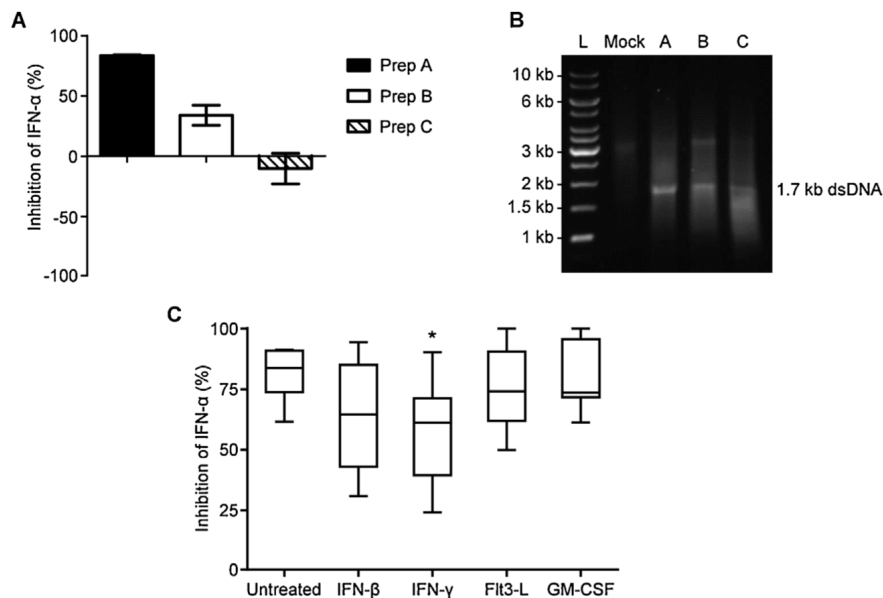 A
Inhibition of IFN-α (%)
100
50
0
-50
-100
Prep A
Prep B
Prep C
B
L Mock A B C
10 kb
6 kb
3 kb
2 kb
1.5 kb
1 kb
1.7 kb dsDNA
C
Inhibition of IFN-α (%)
100
75
50
25
0
*
Untreated IFN-β IFN-γ Flt3-L GM-CSF